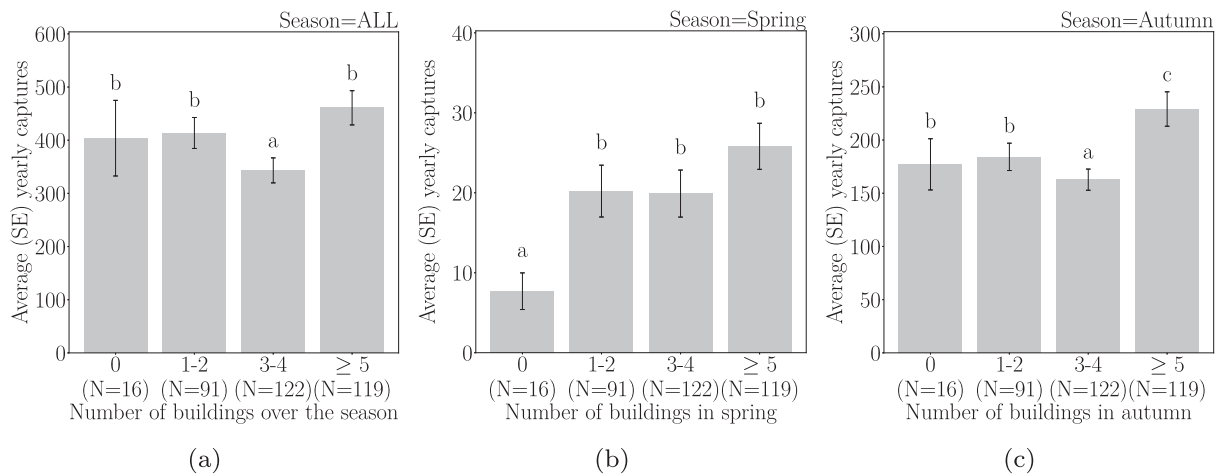 Season=ALL
600
500
400
300
200
100
0
Average (SE) yearly captures
b
b
a
b
0
1-2
3-4
≥ 5
(N=16) (N=91) (N=122) (N=119)
Number of buildings over the season
(a)
Season=Spring
40
30
20
10
0
Average (SE) yearly captures
a
b
b
b
0
1-2
3-4
≥ 5
(N=16) (N=91) (N=122) (N=119)
Number of buildings in spring
(b)
Season=Autumn
300
250
200
150
100
50
0
Average (SE) yearly captures
b
b
a
c
0
1-2
3-4
≥ 5
(N=16) (N=91) (N=122) (N=119)
Number of buildings in autumn
(c)